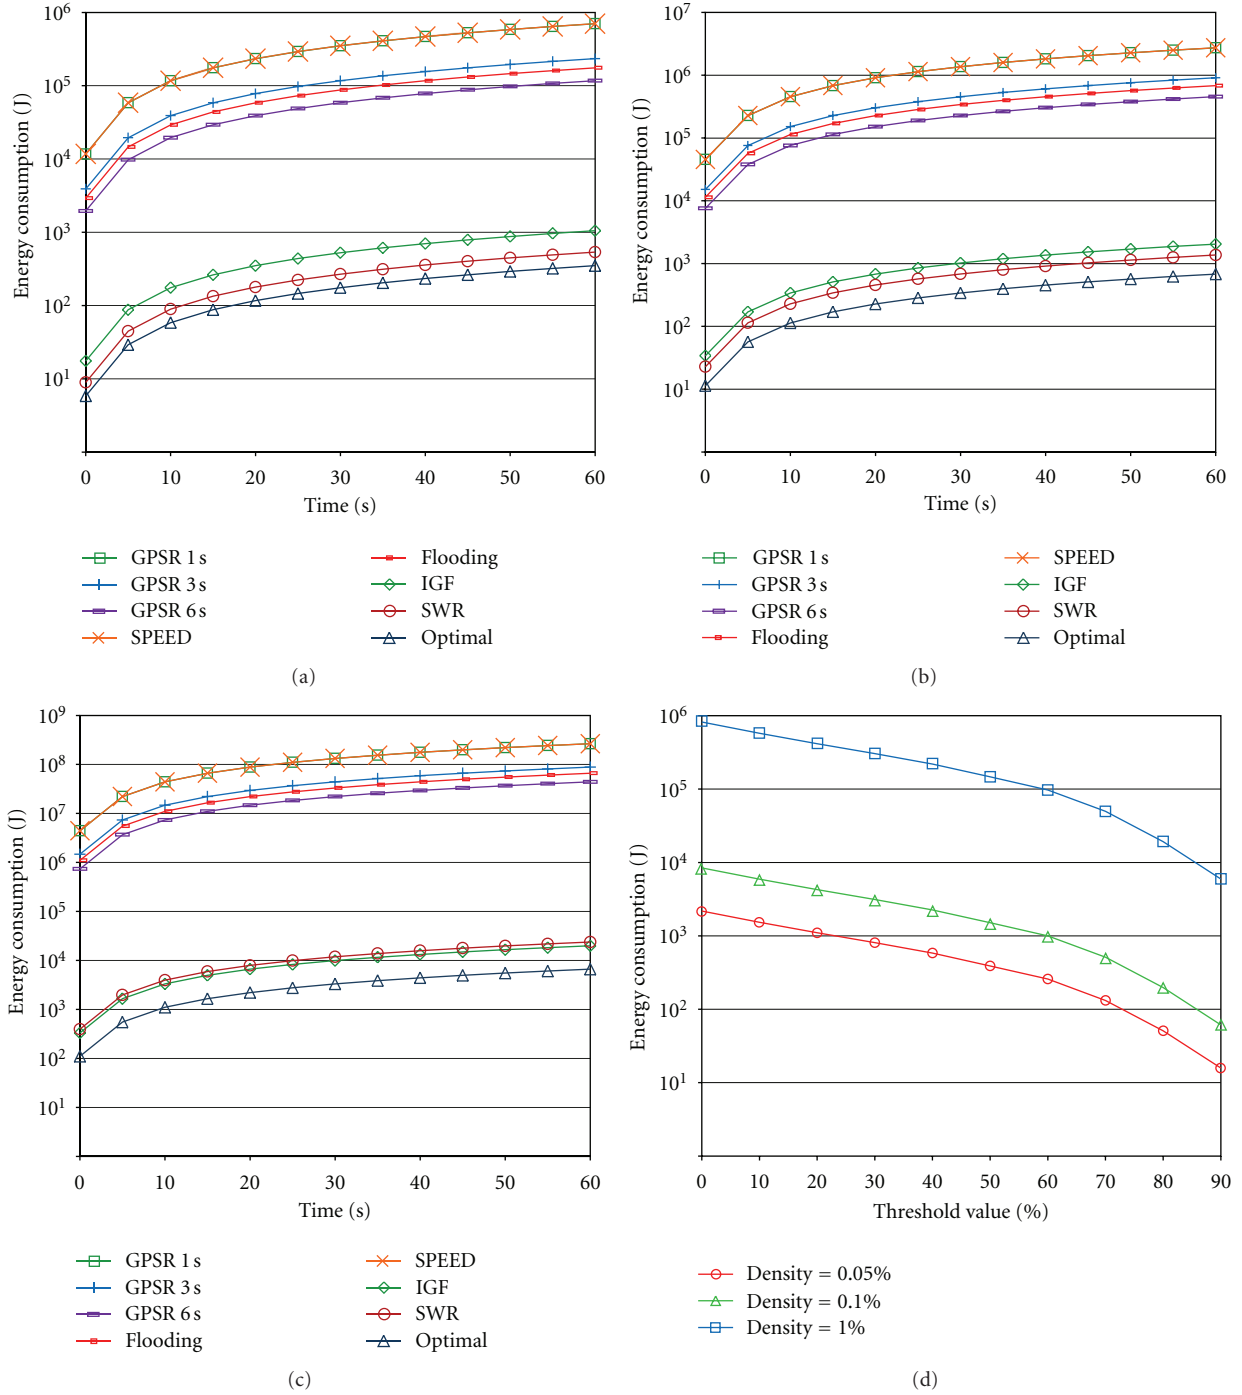 10^6
10^5
10^4
10^3
10^2
10^1
Energy consumption (J)
0 10 20 30 40 50 60
Time (s)
GPSR 1 s
GPSR 3 s
GPSR 6 s
SPEED
Flooding
IGF
SWR
Optimal
(a)
10^7
10^6
10^5
10^4
10^3
10^2
10^1
Energy consumption (J)
0 10 20 30 40 50 60
Time (s)
GPSR 1 s
GPSR 3 s
GPSR 6 s
Flooding
SPEED
IGF
SWR
Optimal
(b)
10^9
10^8
10^7
10^6
10^5
10^4
10^3
10^2
10^1
Energy consumption (J)
0 10 20 30 40 50 60
Time (s)
GPSR 1 s
GPSR 3 s
GPSR 6 s
Flooding
SPEED
IGF
SWR
Optimal
(c)
10^6
10^5
10^4
10^3
10^2
10^1
Energy consumption (J)
0 10 20 30 40 50 60 70 80 90
Threshold value (%)
Density = 0.05%
Density = 0.1%
Density = 1%
(d)